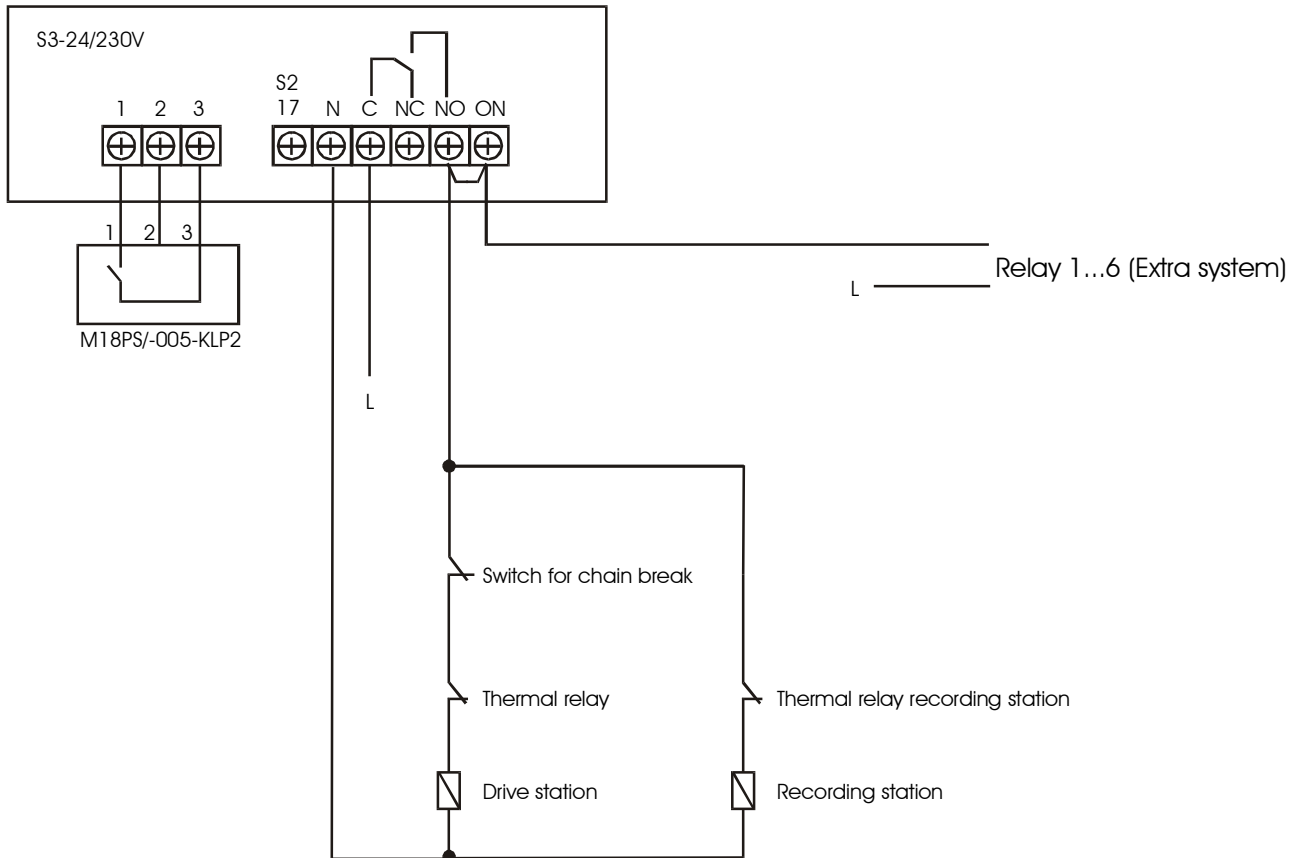 S3-24/230V
S2
1 2 3 17 N C NC NO ON
1 2 3
M18PS/-005-KLP2
Relay 1...6 (Extra system)
L
L
Switch for chain break
Thermal relay
Thermal relay recording station
Drive station
Recording station